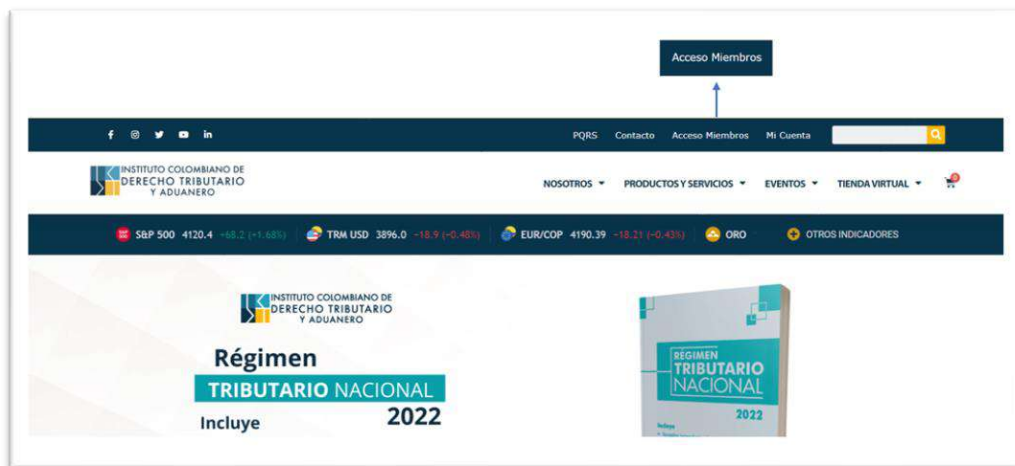 Acceso Miembros
PQRS Contacto Acceso Miembros Mi Cuenta
INSTITUTO COLOMBIANO DE
DERECHO TRIBUTARIO
Y ADUANERO
NOSOTROS PRODUCTOS Y SERVICIOS EVENTOS TIENDA VIRTUAL 0
S&P 500 4120.4 +68.2 (+1.68%) TRM USD 3896.0 -18.9 (-0.48%) EUR/COP 4190.39 -18.21 (-0.43%) ORO OTROS INDICADORES
INSTITUTO COLOMBIANO DE
DERECHO TRIBUTARIO
Y ADUANERO
Régimen
TRIBUTARIO NACIONAL
2022
Incluye
RÉGIMEN
TRIBUTARIO
NACIONAL
2022
Incluye